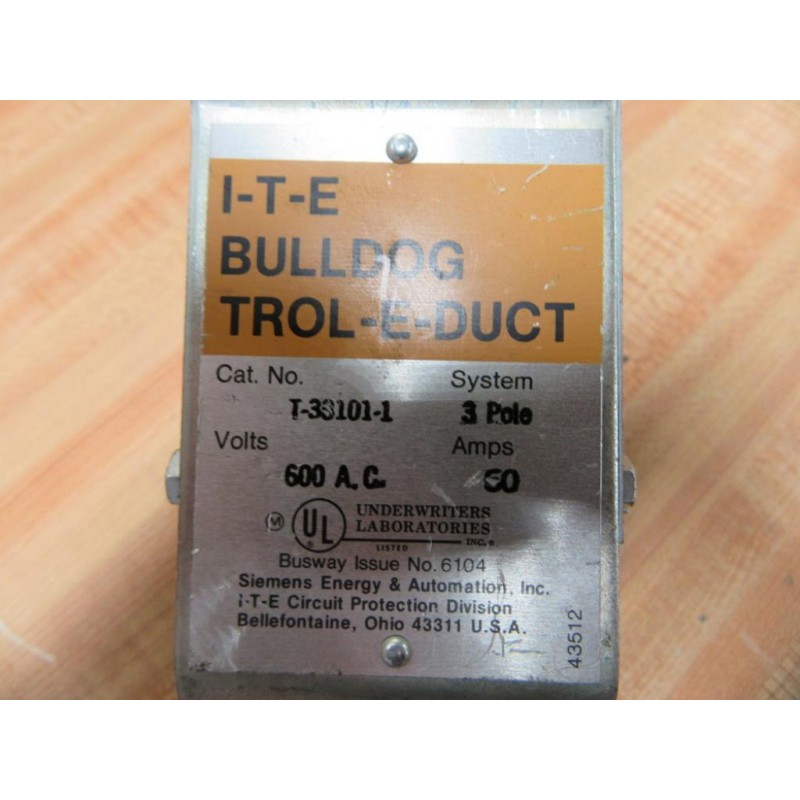 I-T-E
BULLDOG
TROL-E-DUCT
Cat. No. System
T-33101-1 3 Pole
Volts Amps
600 A.C.
M UL UNDERWRITERS
LABORATORIES
LISTED INC.®
Busway Issue No. 6104
Siemens Energy & Automation, Inc.
I-T-E Circuit Protection Division
Bellefontaine, Ohio 43311 U.S.A.
43512